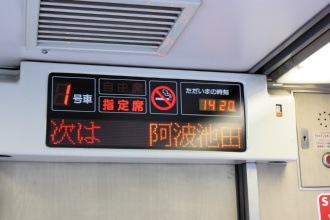 1号車
自由席
指定席
ただいまの時刻
14:20
次は 阿波池田
S